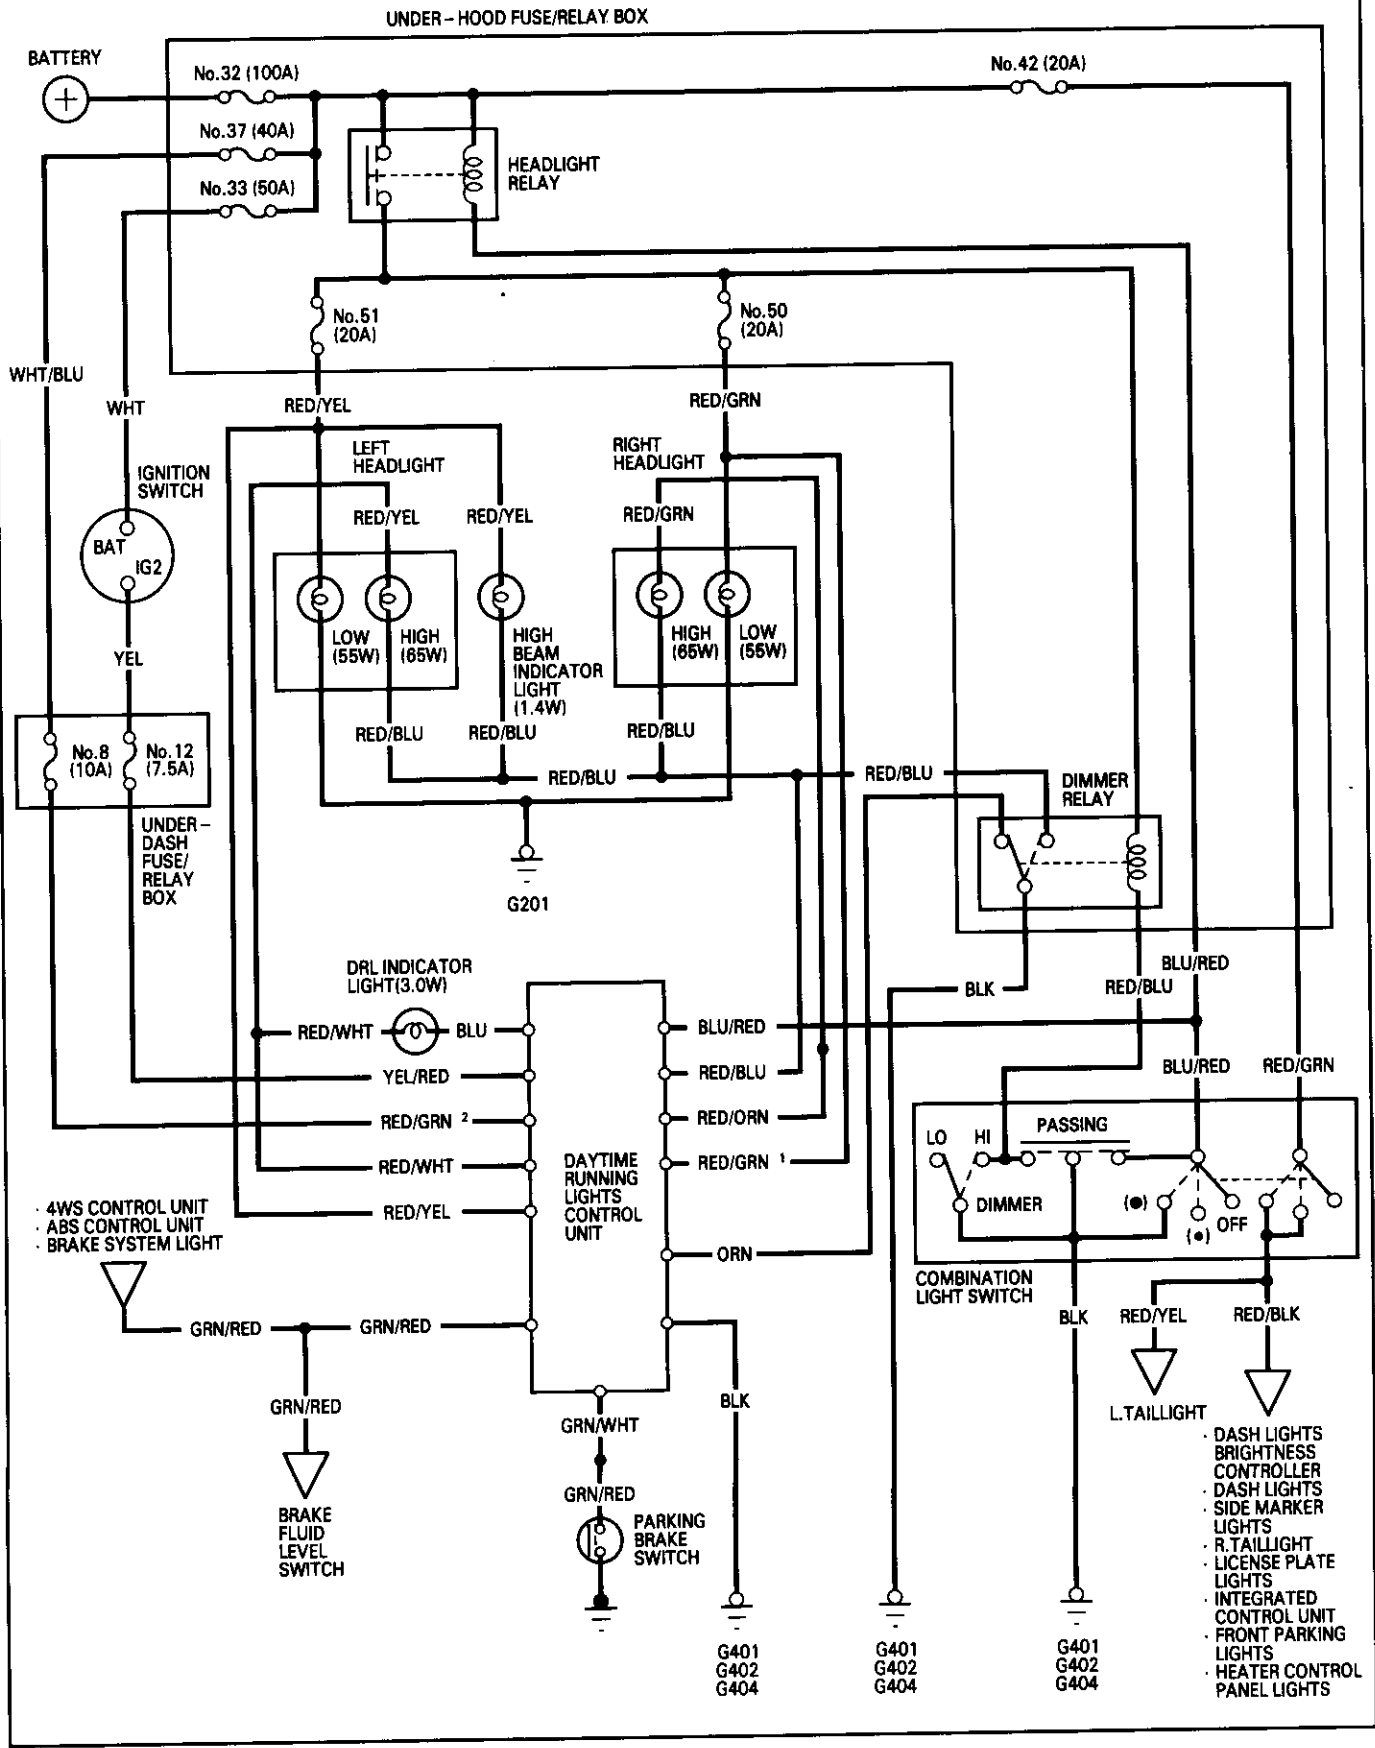 UNDER-HOOD FUSE/RELAY BOX
BATTERY
No.32 (100A)
No.42 (20A)
No.37 (40A)
No.33 (50A)
HEADLIGHT
RELAY
No.51
(20A)
No.50
(20A)
WHT/BLU
WHT
RED/YEL
RED/GRN
LEFT
HEADLIGHT
RIGHT
HEADLIGHT
IGNITION
SWITCH
RED/YEL
RED/YEL
RED/GRN
BAT
IG2
LOW
(55W)
HIGH
(65W)
HIGH
BEAM
INDICATOR
LIGHT
(1.4W)
HIGH
(65W)
LOW
(55W)
YEL
RED/BLU
RED/BLU
RED/BLU
No.8
(10A)
No.12
(7.5A)
RED/BLU
RED/BLU
DIMMER
RELAY
UNDER-
DASH
FUSE/
RELAY
BOX
G201
DRL INDICATOR
LIGHT(3.0W)
BLU/RED
RED/BLU
BLK
RED/WHT
BLU
BLU/RED
YEL/RED
RED/BLU
BLU/RED
RED/GRN
RED/GRN 2
RED/ORN
RED/WHT
RED/GRN 1
RED/YEL
DAYTIME
RUNNING
LIGHTS
CONTROL
UNIT
ORN
LO
HI
PASSING
DIMMER
OFF
COMBINATION
LIGHT SWITCH
· 4WS CONTROL UNIT
· ABS CONTROL UNIT
· BRAKE SYSTEM LIGHT
GRN/RED
GRN/RED
GRN/RED
BRAKE
FLUID
LEVEL
SWITCH
GRN/WHT
GRN/RED
PARKING
BRAKE
SWITCH
BLK
BLK
RED/YEL
RED/BLK
L.TAILLIGHT
· DASH LIGHTS
BRIGHTNESS
CONTROLLER
· DASH LIGHTS
· SIDE MARKER
LIGHTS
· R.TAILLIGHT
· LICENSE PLATE
LIGHTS
· INTEGRATED
CONTROL UNIT
· FRONT PARKING
LIGHTS
· HEATER CONTROL
PANEL LIGHTS
G401
G402
G404
G401
G402
G404
G401
G402
G404